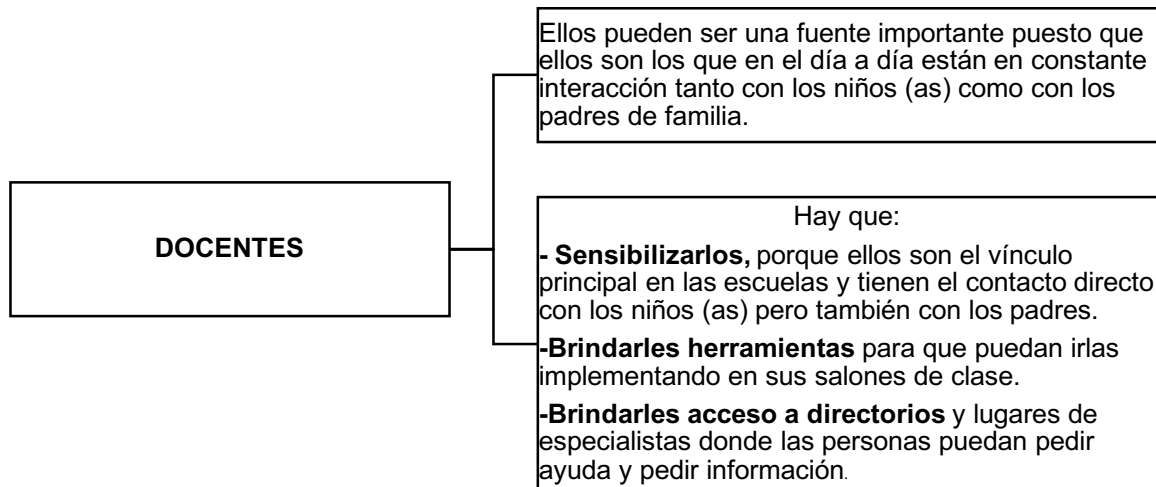 Ellos pueden ser una fuente importante puesto que
ellos son los que en el día a día están en constante
interacción tanto con los niños (as) como con los
padres de familia.
DOCENTES
Hay que:
- Sensibilizarlos, porque ellos son el vínculo
principal en las escuelas y tienen el contacto directo
con los niños (as) pero también con los padres.
-Brindarles herramientas para que puedan irlas
implementando en sus salones de clase.
-Brindarles acceso a directorios y lugares de
especialistas donde las personas puedan pedir
ayuda y pedir información.